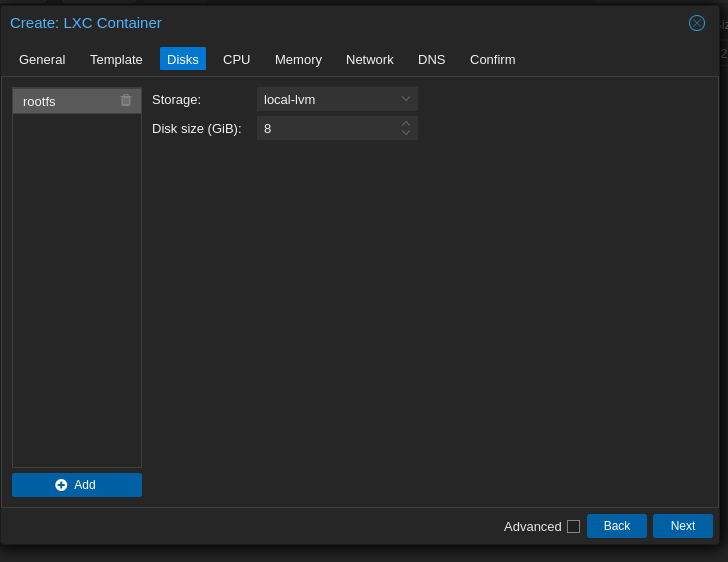 Create: LXC Container
General Template Disks CPU Memory Network DNS Confirm
rootfs
Storage: local-lvm
Disk size (GiB): 8
Add
Advanced Back Next